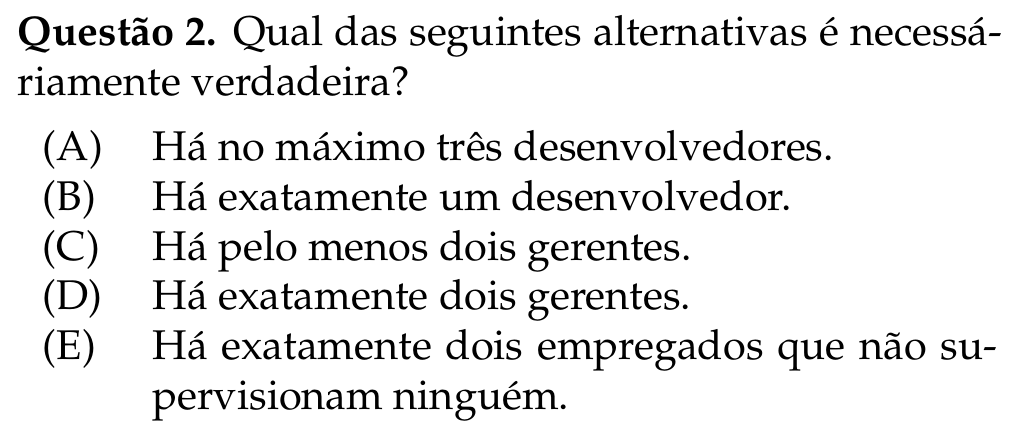 Questão 2. Qual das seguintes alternativas é necessá-
riamente verdadeira?
(A) Há no máximo três desenvolvedores.
(B) Há exatamente um desenvolvedor.
(C) Há pelo menos dois gerentes.
(D) Há exatamente dois gerentes.
(E) Há exatamente dois empregados que não su-
pervisionam ninguém.